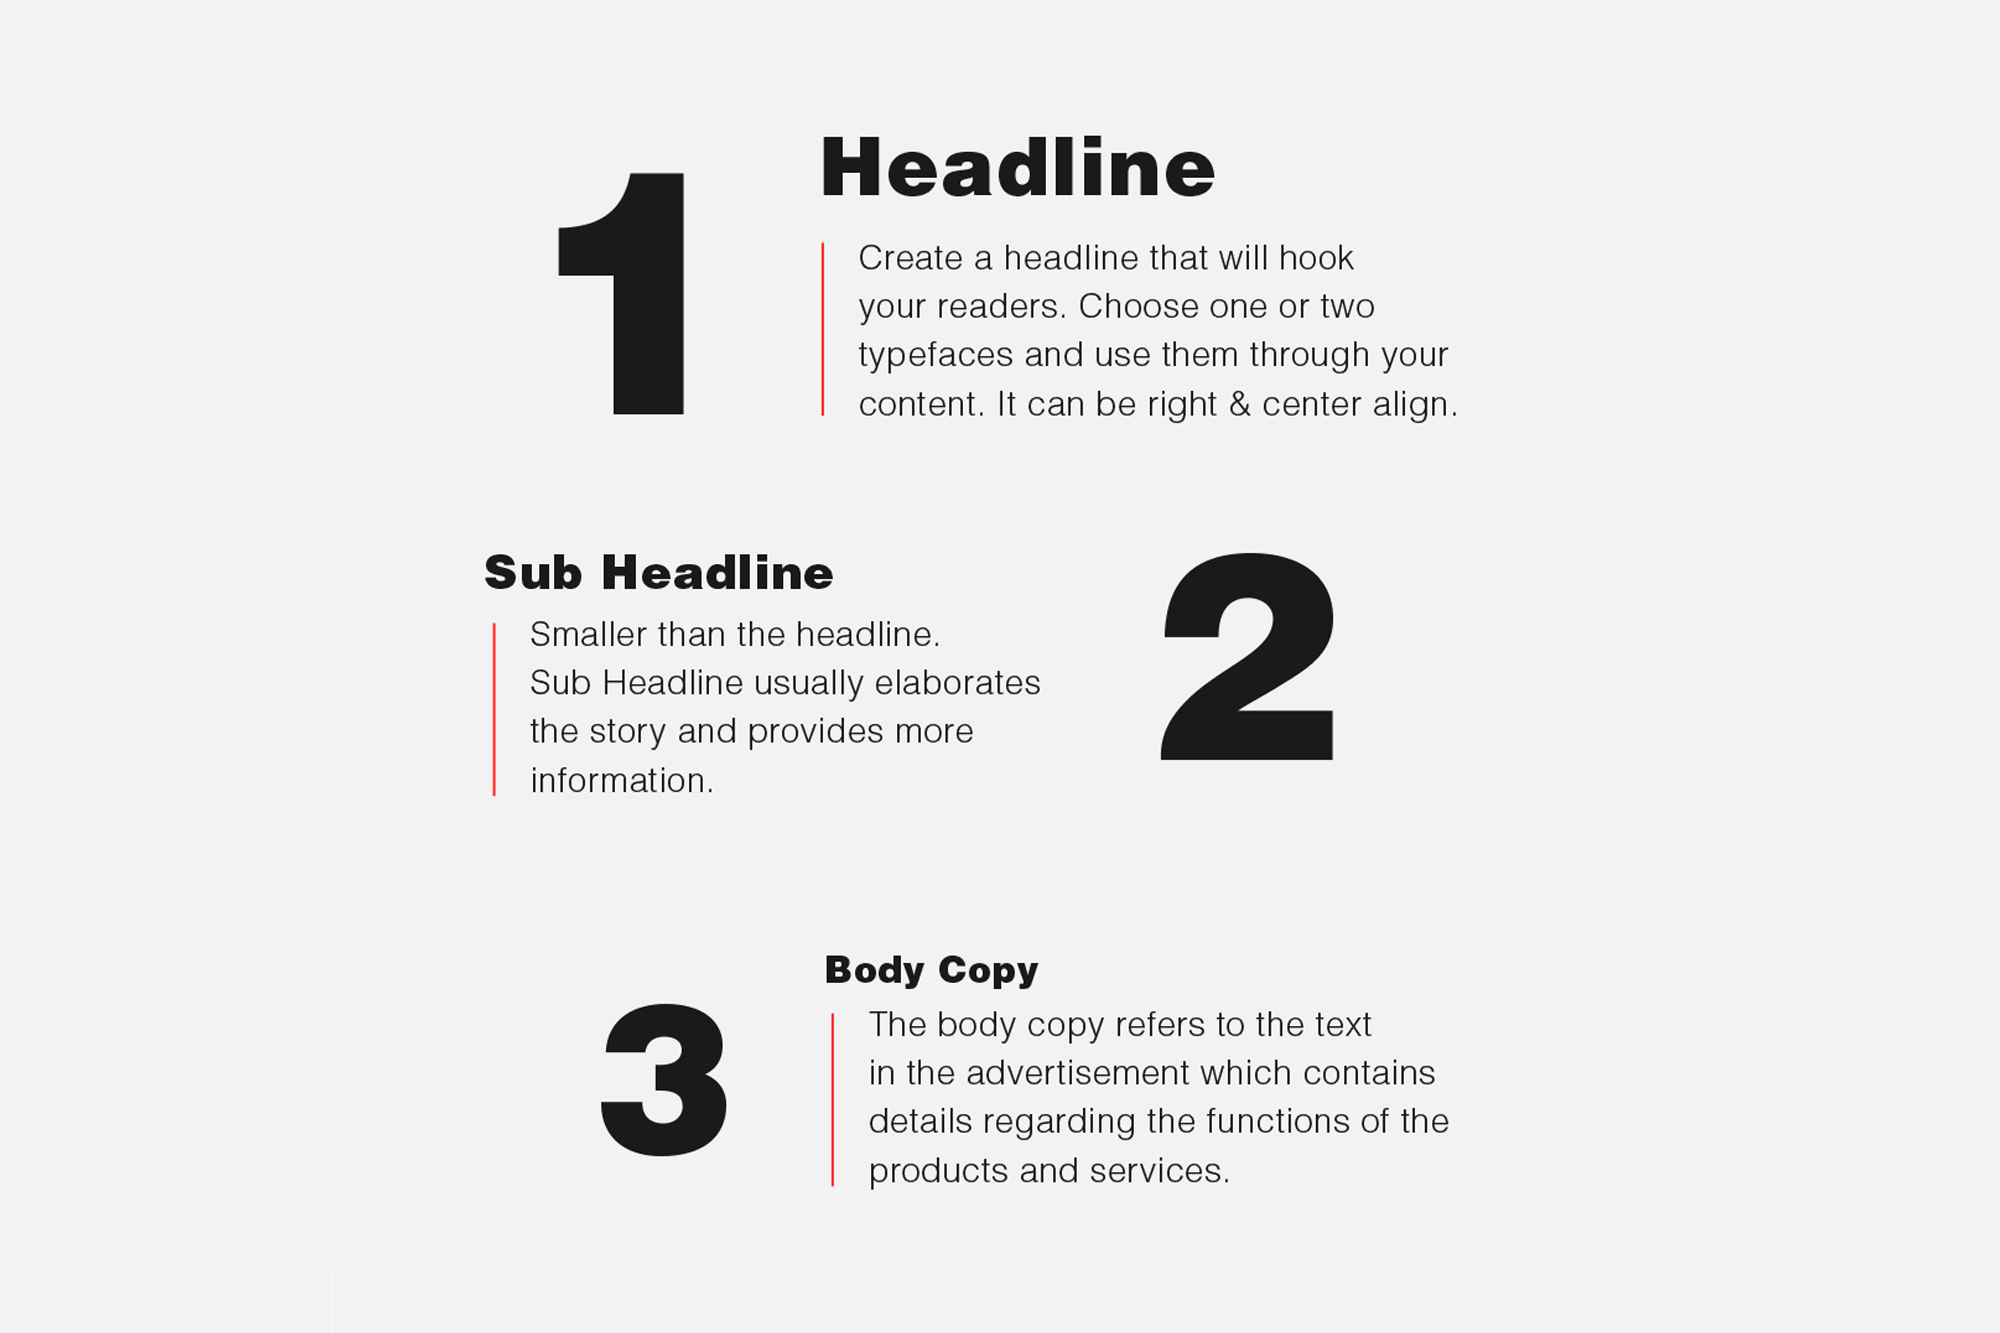 1
Headline
Create a headline that will hook
your readers. Choose one or two
typefaces and use them through your
content. It can be right & center align.
Sub Headline
Smaller than the headline.
Sub Headline usually elaborates
the story and provides more
information.
2
3
Body Copy
The body copy refers to the text
in the advertisement which contains
details regarding the functions of the
products and services.